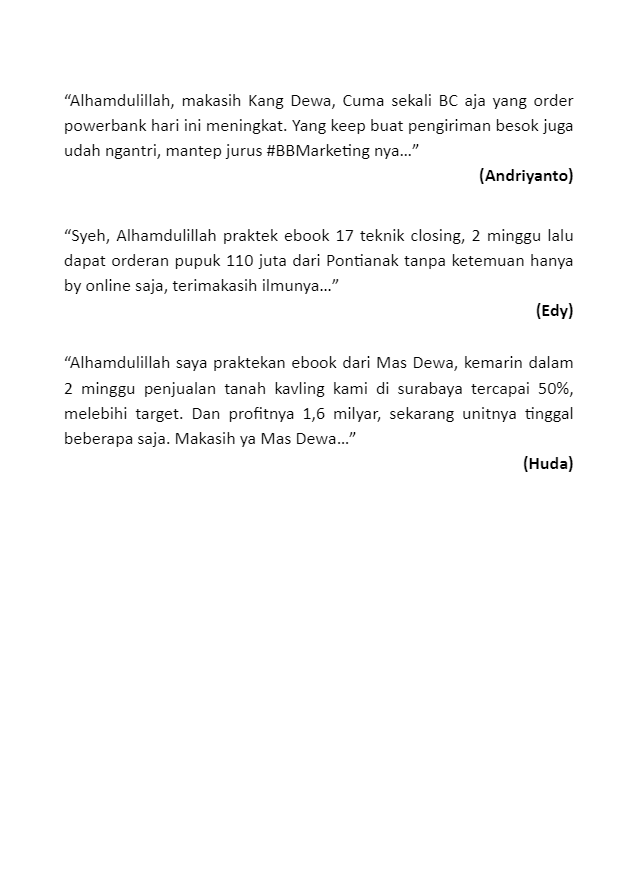 “Alhamdulillah, makasih Kang Dewa, Cuma sekali BC aja yang order
powerbank hari ini meningkat. Yang keep buat pengiriman besok juga
udah ngantri, mantep jurus #BBMarketing nya…”
(Andriyanto)
“Syeh, Alhamdulillah praktek ebook 17 teknik closing, 2 minggu lalu
dapat orderan pupuk 110 juta dari Pontianak tanpa ketemuan hanya
by online saja, terimakasih ilmunya…”
(Edy)
“Alhamdulillah saya praktekan ebook dari Mas Dewa, kemarin dalam
2 minggu penjualan tanah kavling kami di surabaya tercapai 50%,
melebihi target. Dan profitnya 1,6 milyar, sekarang unitnya tinggal
beberapa saja. Makasih ya Mas Dewa…”
(Huda)